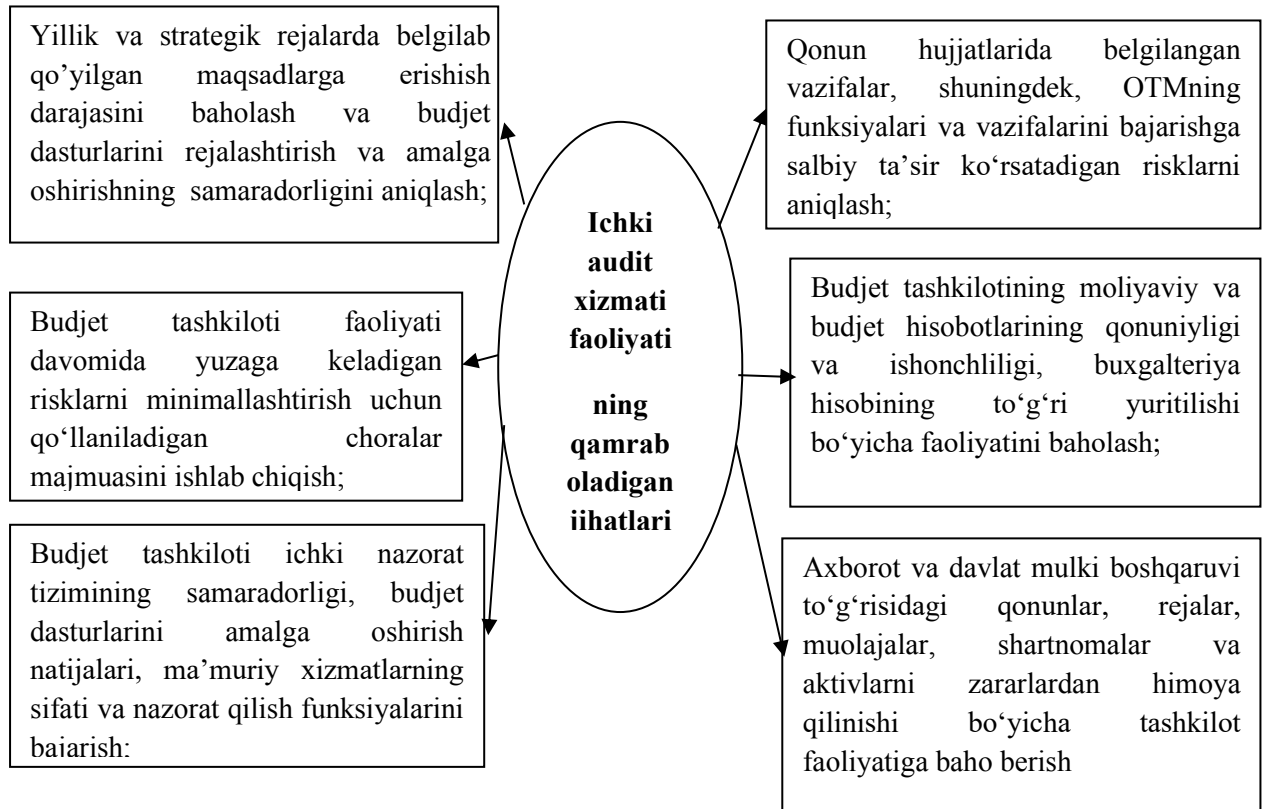 Yillik va strategik rejalarda belgilab
qo’yilgan maqsadlarga erishish
darajasini baholash va budjet
dasturlarini rejalashtirish va amalga
oshirishning samaradorligini aniqlash;
Budjet tashkiloti faoliyati
davomida yuzaga keladigan
risklarni minimallashtirish uchun
qo‘llaniladigan choralar
majmuasini ishlab chiqish;
Budjet tashkiloti ichki nazorat
tizimining samaradorligi, budjet
dasturlarini amalga oshirish
natijalari, ma’muriy xizmatlarning
sifati va nazorat qilish funksiyalarini
bajarish;
Ichki
audit
xizmati
faoliyati
ning
qamrab
oladigan
jihatlari
Qonun hujjatlarida belgilangan
vazifalar, shuningdek, OTMning
funksiyalari va vazifalarini bajarishga
salbiy ta’sir ko‘rsatadigan risklarni
aniqlash;
Budjet tashkilotining moliyaviy va
budjet hisobotlarining qonuniyligi
va ishonchliligi, buxgalteriya
hisobining to‘g‘ri yuritilishi
bo‘yicha faoliyatini baholash;
Axborot va davlat mulki boshqaruvi
to‘g‘risidagi qonunlar, rejalar,
muolajalar, shartnomalar va
aktivlarni zararlardan himoya
qilinishi bo‘yicha tashkilot
faoliyatiga baho berish